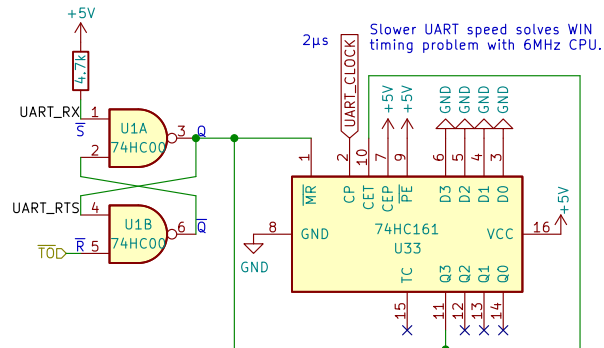 +5V
4.7k
UART_RX
1
S
2
U1A
74HC00
3
Q
UART_RTS
4
TO
R
5
U1B
74HC00
6
Q
2µs
Slower UART speed solves WIN
timing problem with 6MHz CPU.
UART_CLOCK
+5V
+5V
GND
GND
GND
GND
1
2
10
7
9
6
5
4
3
MR
CP
CET
CEP
PE
D3
D2
D1
D0
8
GND
GND
74HC161
U33
VCC
16
+5V
TC
Q3
Q2
Q1
Q0
15
11
12
13
14